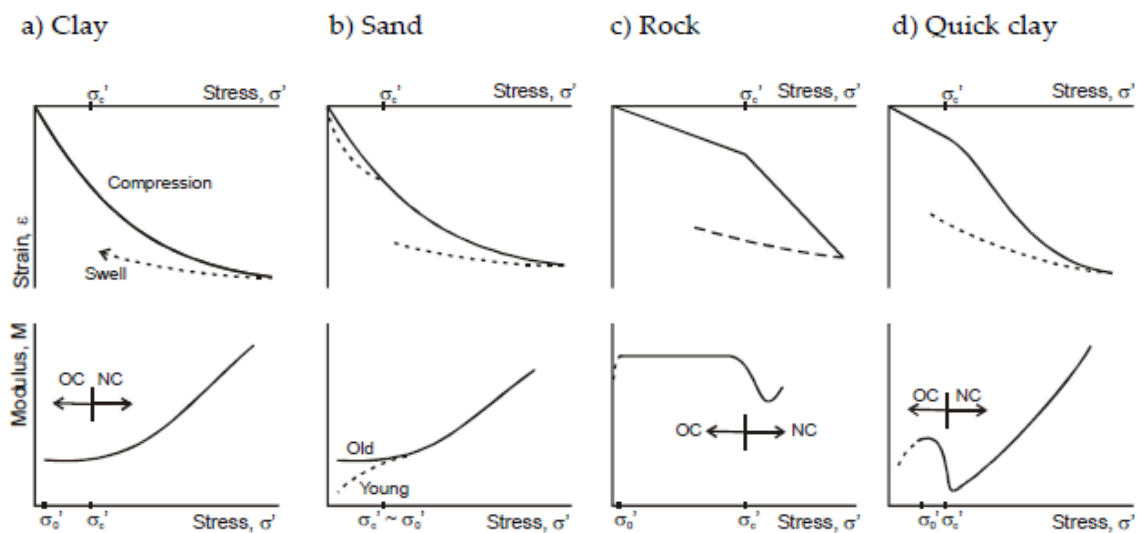 a) Clay
b) Sand
c) Rock
d) Quick clay
σc' Stress, σ'
σc' Stress, σ'
σc' Stress, σ'
σc' Stress, σ'
Compression
Swell
Strain, ε
Modulus, M
OC NC
σ0' σc' Stress, σ'
Old
Young
σc' ~ σ0' Stress, σ'
OC NC
σ0' σc' Stress, σ'
OC NC
σ0' σc' Stress, σ'